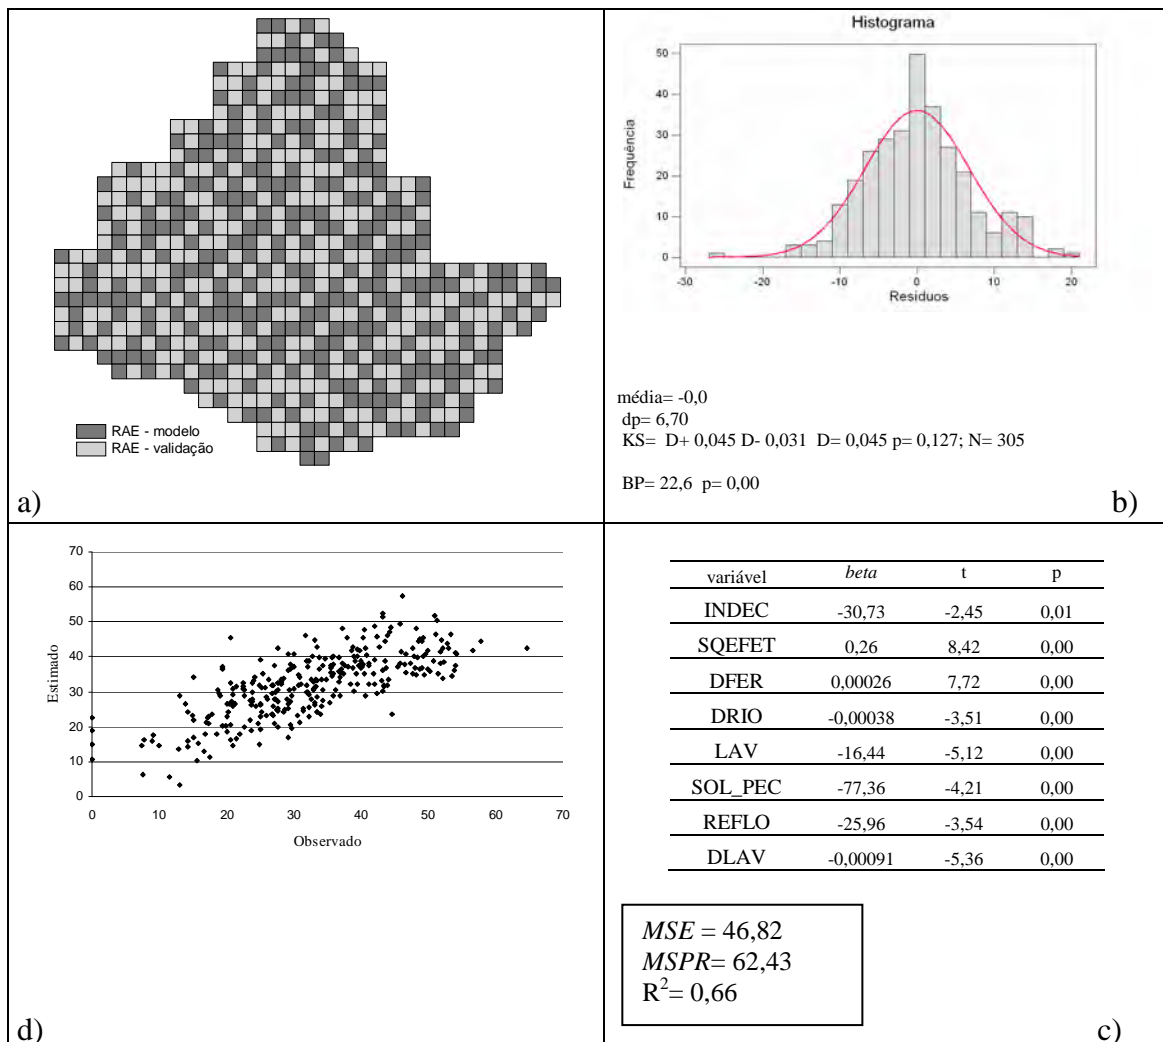 RAE - modelo
RAE - validação
a)
Histograma
Frequência
50
40
30
20
10
0
-30
-20
-10
0
10
20
Resíduos
média= -0,0
dp= 6,70
KS= D+ 0,045 D- 0,031 D= 0,045 p= 0,127; N= 305
BP= 22,6 p= 0,00
b)
Estimado
70
60
50
40
30
20
10
0
0 10 20 30 40 50 60 70
Observado
d)
variável beta t p
INDEC -30,73 -2,45 0,01
SQEFET 0,26 8,42 0,00
DFER 0,00026 7,72 0,00
DRIO -0,00038 -3,51 0,00
LAV -16,44 -5,12 0,00
SOL_PEC -77,36 -4,21 0,00
REFLO -25,96 -3,54 0,00
DLAV -0,00091 -5,36 0,00
MSE = 46,82
MSPR= 62,43
R²= 0,66
c)